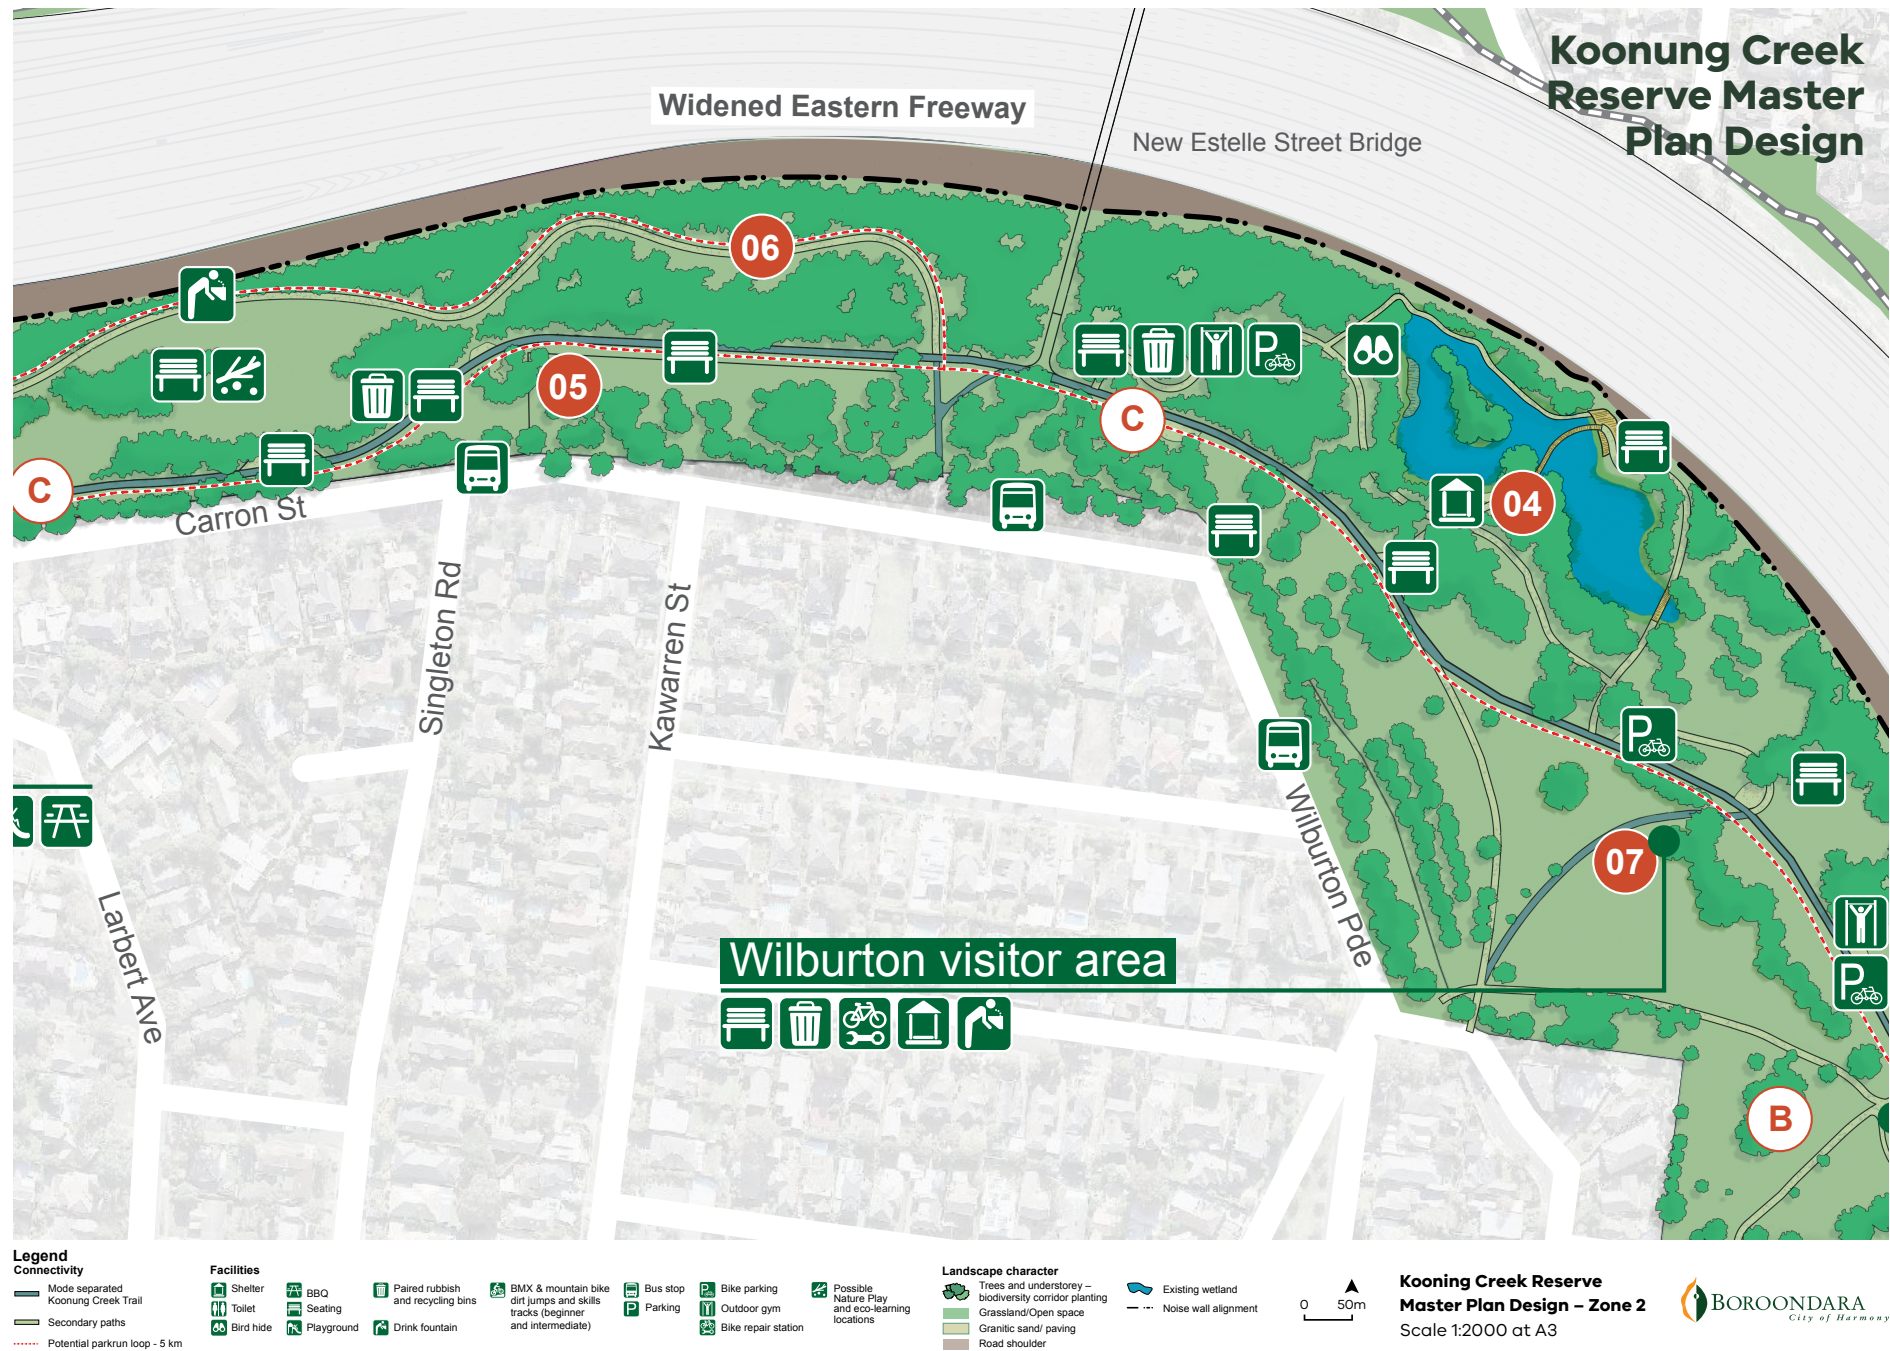 Koonung Creek
Reserve Master
Plan Design
Widened Eastern Freeway
New Estelle Street Bridge
06
05
C
C
04
Carron St
Singleton Rd
Kawarren St
Wilburton Pde
Larbert Ave
P
P
07
P
Wilburton visitor area
B
Legend
Connectivity
Mode separated
Koonung Creek Trail
Secondary paths
Potential parkrun loop - 5 km
Facilities
Shelter
Toilet
Bird hide
BBQ
Seating
Playground
Paired rubbish
and recycling bins
Drink fountain
BMX & mountain bike
dirt jumps and skills
tracks (beginner
and intermediate)
Bus stop
P
Parking
P
Bike parking
Outdoor gym
Bike repair station
Possible
Nature Play
and eco-learning
locations
Landscape character
Trees and understorey –
biodiversity corridor planting
Grassland/Open space
Granitic sand/ paving
Road shoulder
Existing wetland
Noise wall alignment
0 50m
Kooning Creek Reserve
Master Plan Design – Zone 2
Scale 1:2000 at A3
BOROONDARA
City of Harmony